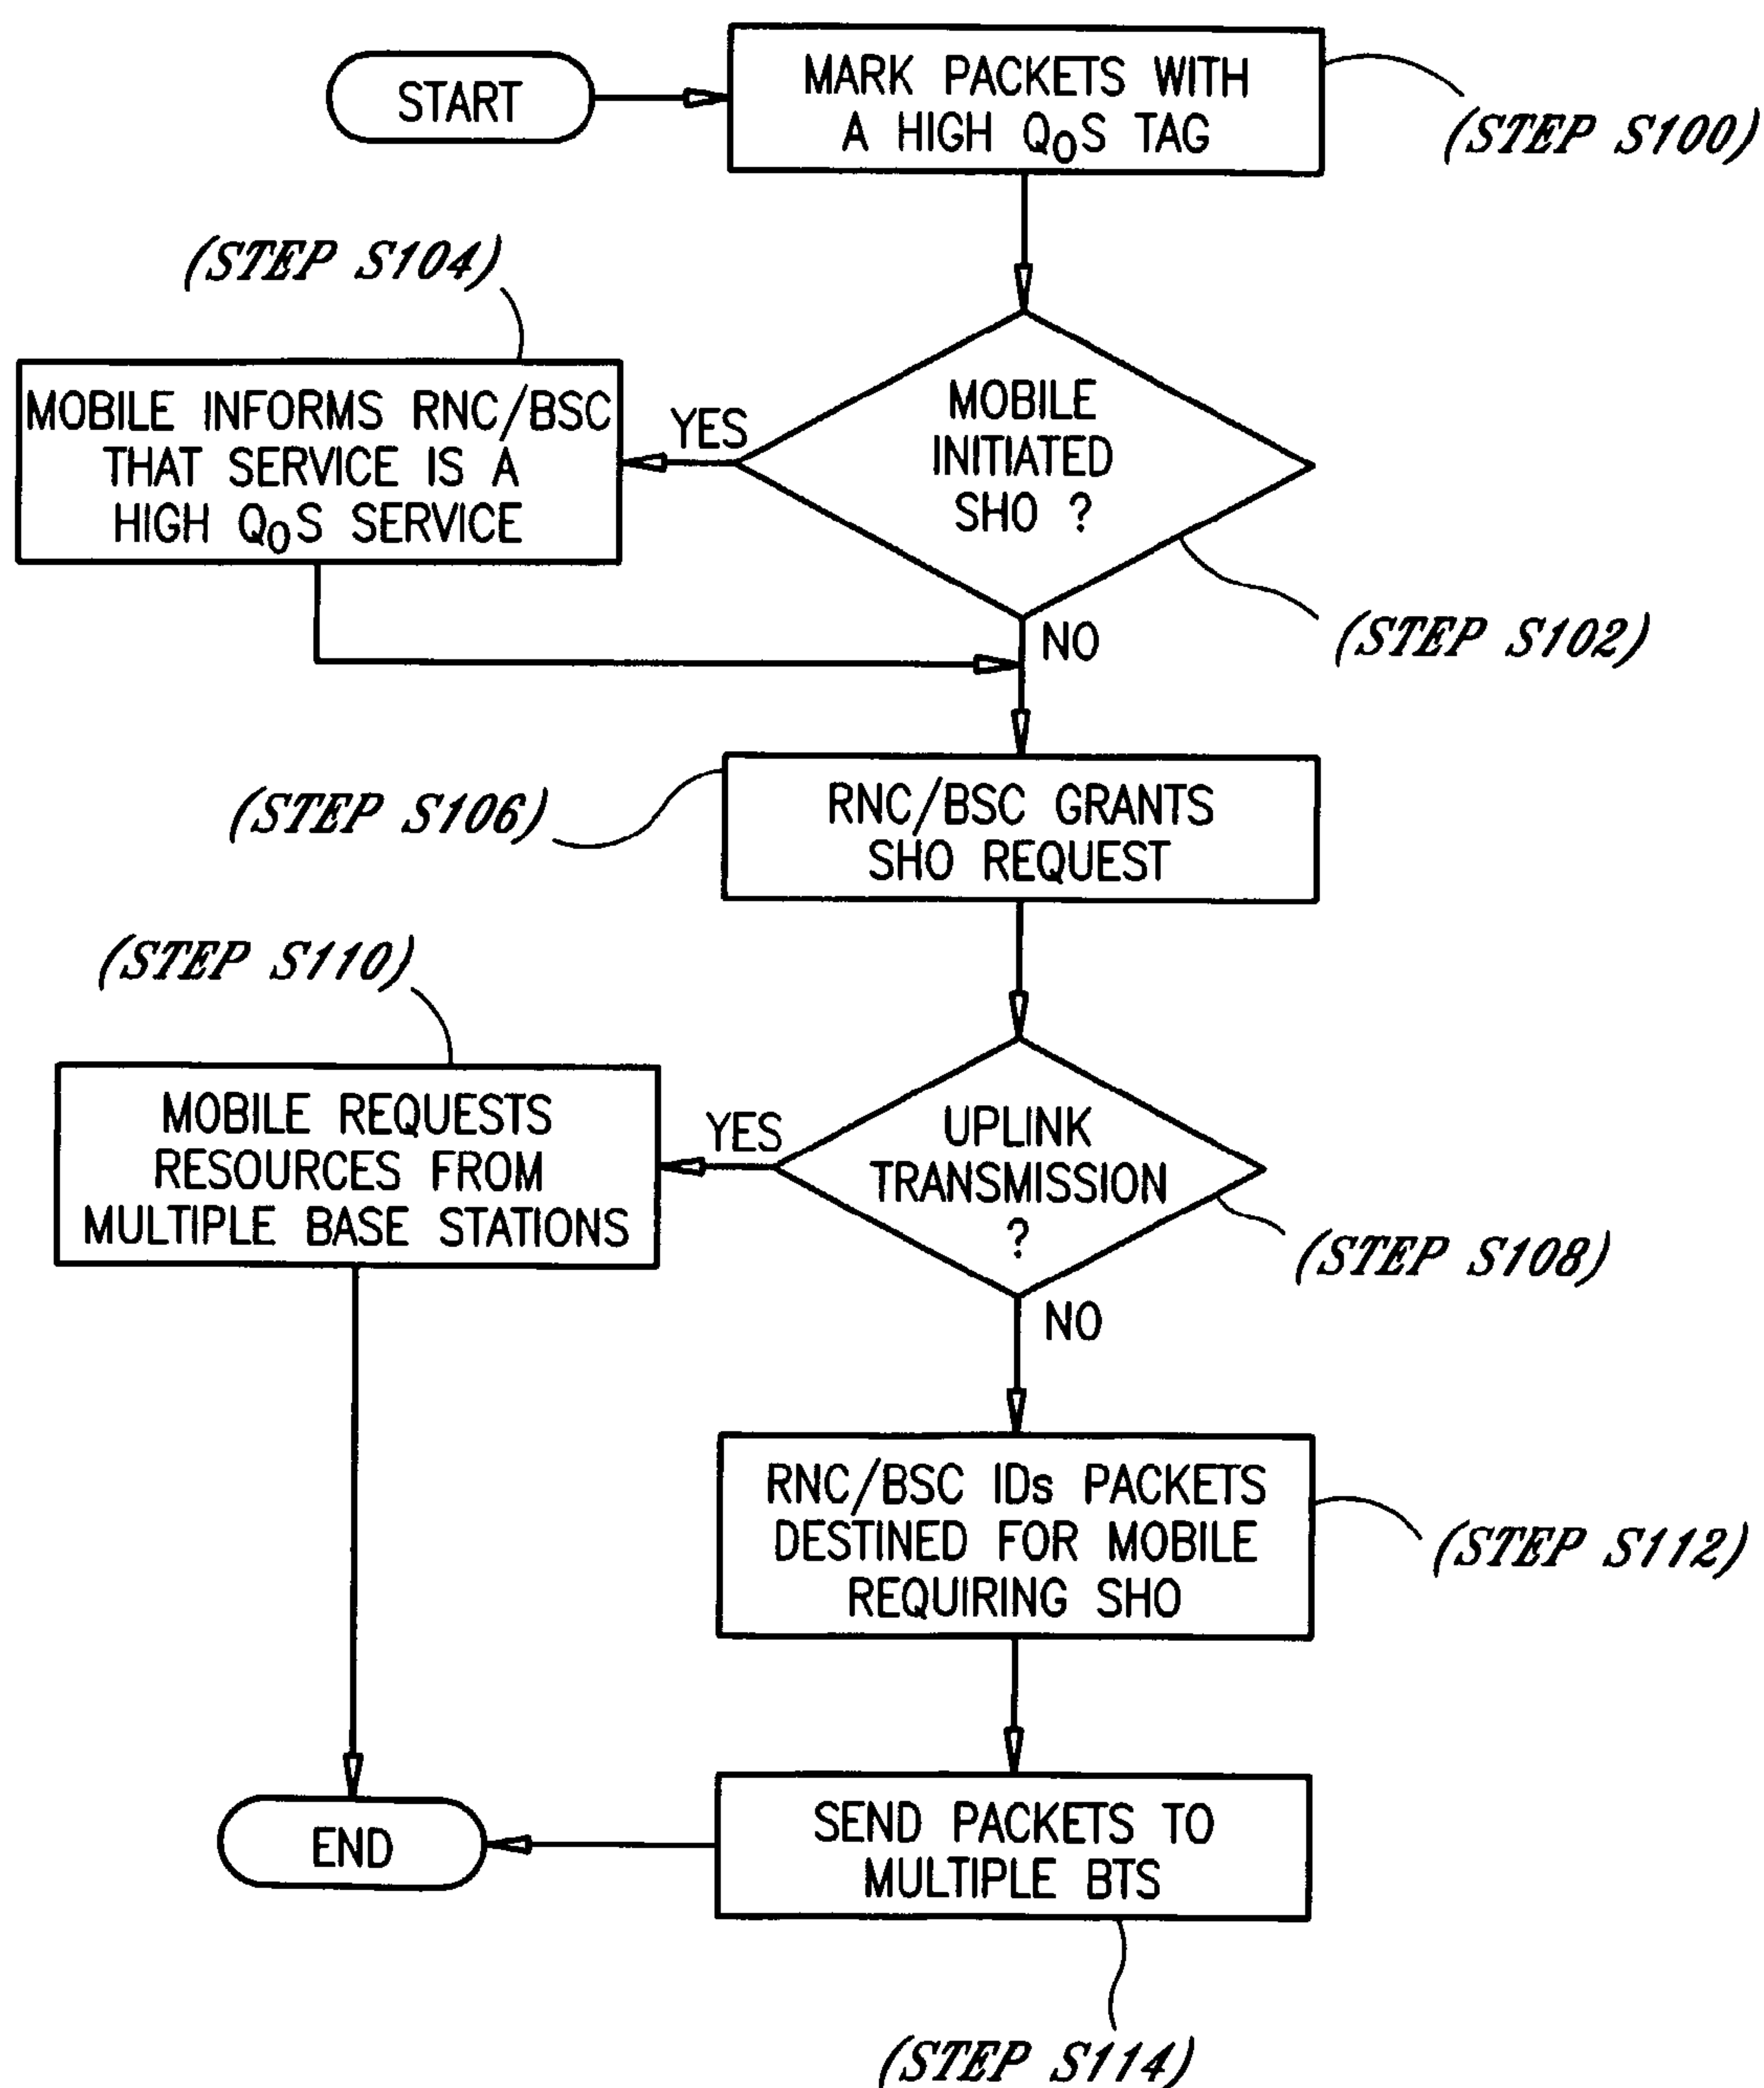 START
MARK PACKETS WITH
A HIGH QoS TAG
(STEP S100)
(STEP S104)
MOBILE INFORMS RNC/BSC
THAT SERVICE IS A
HIGH QoS SERVICE
YES
MOBILE
INITIATED
SHO ?
NO
(STEP S102)
(STEP S106)
RNC/BSC GRANTS
SHO REQUEST
(STEP S110)
MOBILE REQUESTS
RESOURCES FROM
MULTIPLE BASE STATIONS
YES
UPLINK
TRANSMISSION
?
(STEP S108)
NO
RNC/BSC IDs PACKETS
DESTINED FOR MOBILE
REQUIRING SHO
(STEP S112)
END
SEND PACKETS TO
MULTIPLE BTS
(STEP S114)